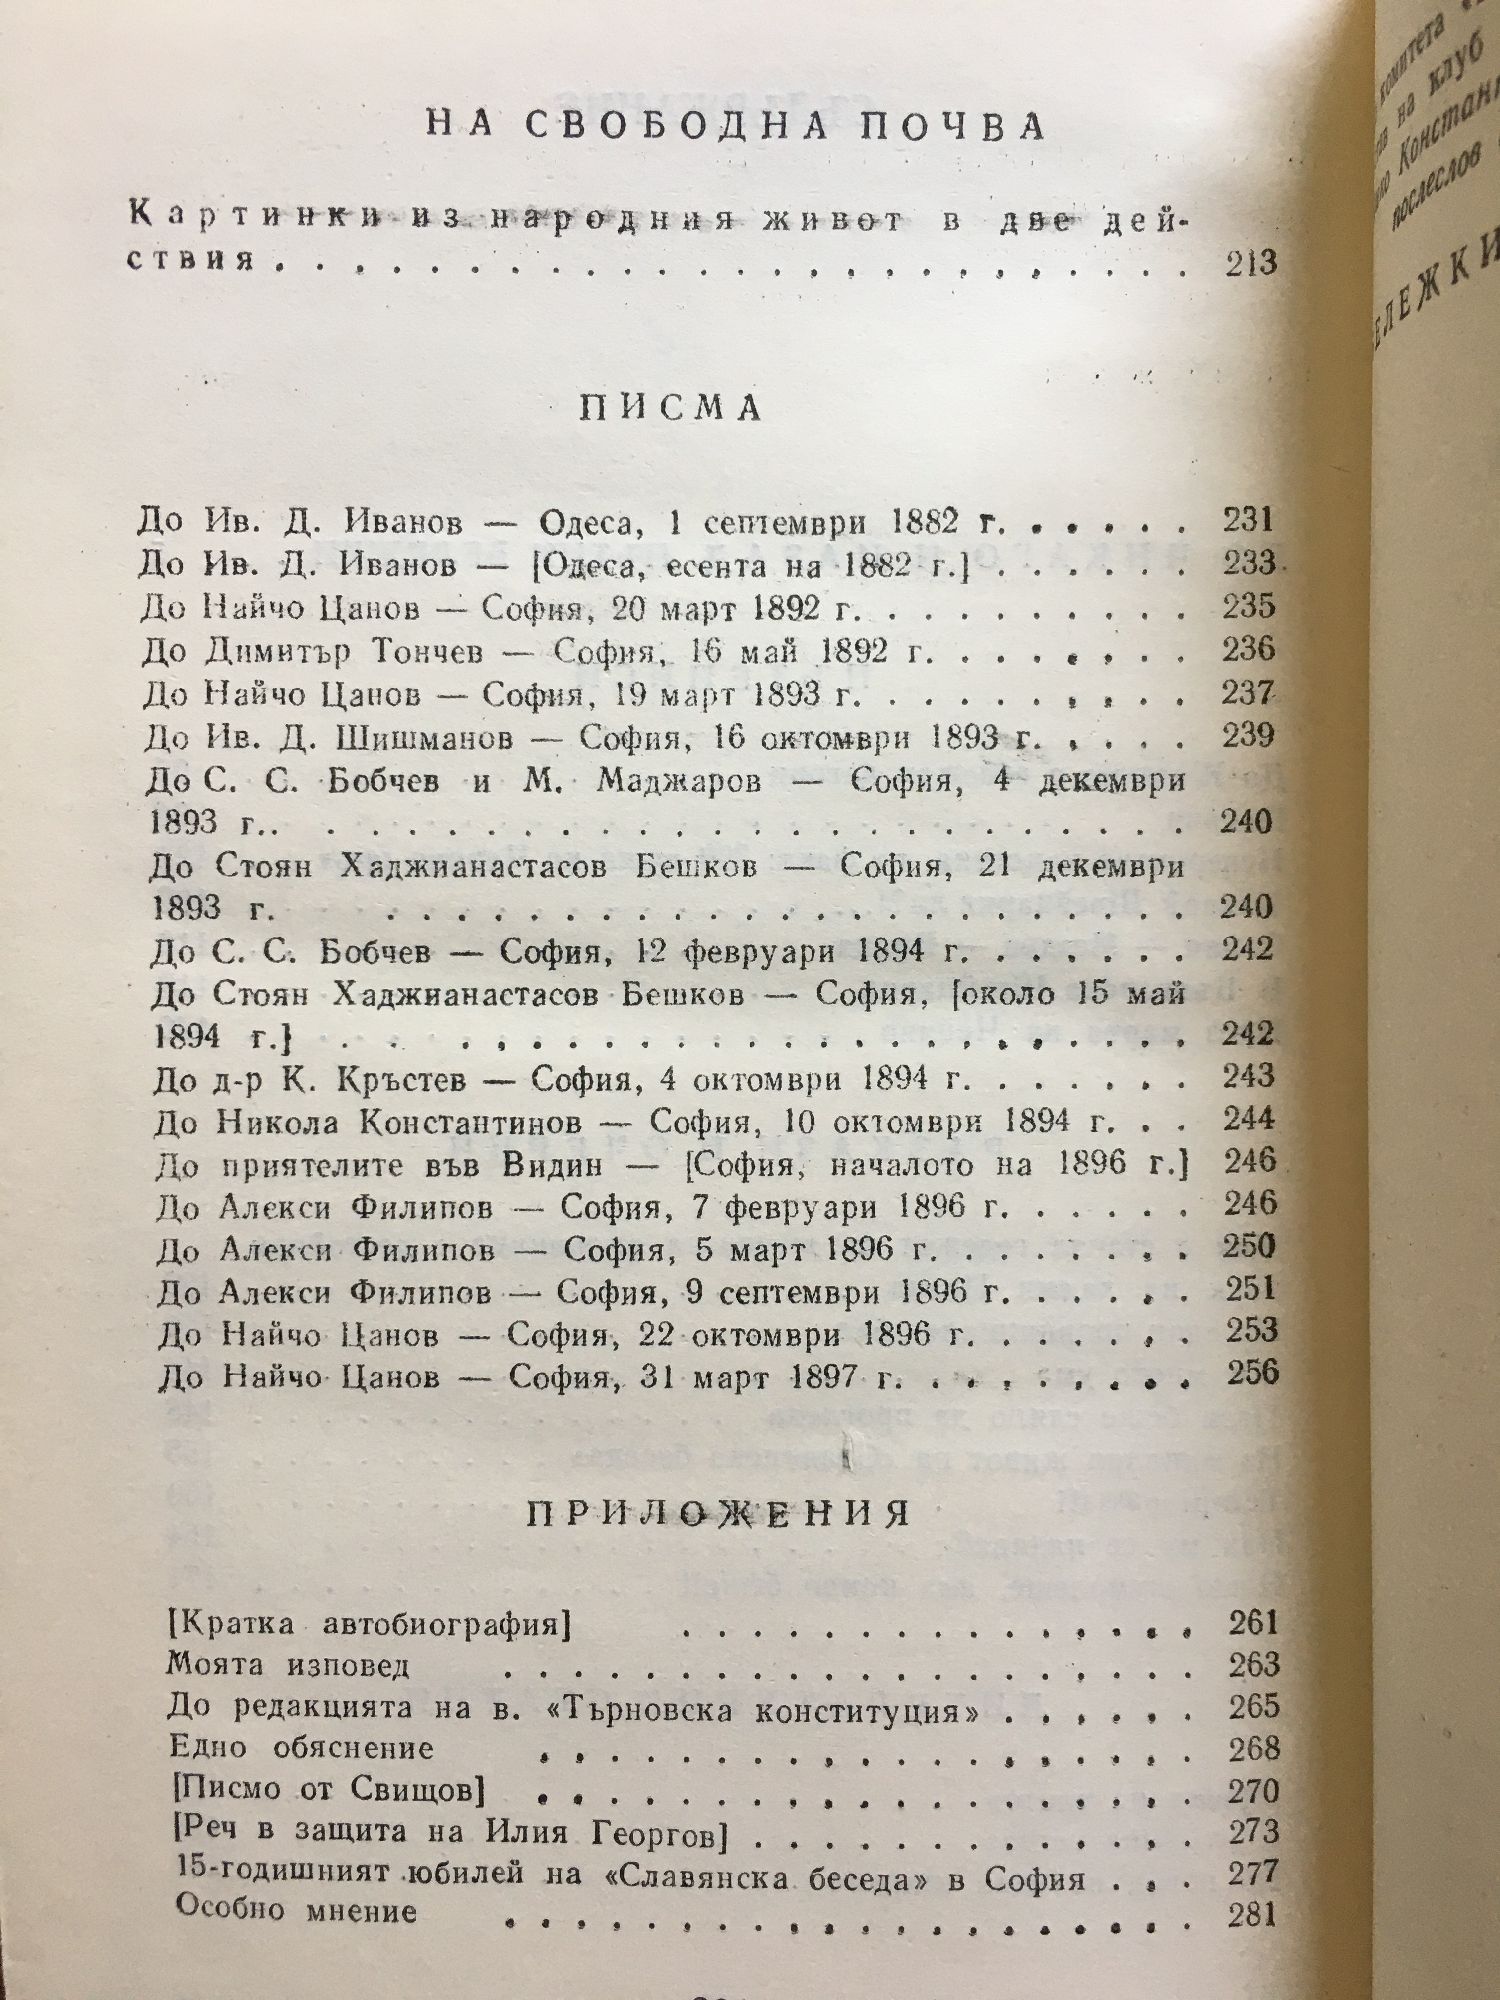 НА СВОБОДНА ПОЧВА
Картинки из народния живот в две дей-
ствия . . . . . . . . . . . . . . . . . . . . . . . . 213
ПИСМА
До Ив. Д. Иванов — Одеса, 1 септември 1882 г. . . . . . 231
До Ив. Д. Иванов — [Одеса, есента на 1882 г.] . . . . . . 233
До Найчо Цанов — София, 20 март 1892 г. . . . . . . . . . 235
До Димитър Тончев — София, 16 май 1892 г. . . . . . . . 236
До Найчо Цанов — София, 19 март 1893 г. . . . . . . . . . 237
До Ив. Д. Шишманов — София, 16 октомври 1893 г. . . . . 239
До С. С. Бобчев и М. Маджаров — София, 4 декември
1893 г. . . . . . . . . . . . . . . . . . . . . . . . . 240
До Стоян Хаджианастасов Бешков — София, 21 декември
1893 г. . . . . . . . . . . . . . . . . . . . . . . . 240
До С. С. Бобчев — София, 12 февруари 1894 г. . . . . . . 242
До Стоян Хаджианастасов Бешков — София, [около 15 май
1894 г.] . . . . . . . . . . . . . . . . . . . . . . . 242
До д-р К. Кръстев — София, 4 октомври 1894 г. . . . . . . 243
До Никола Константинов — София, 10 октомври 1894 г. . . 244
До приятелите във Видин — [София, началото на 1896 г.] 246
До Алекси Филипов — София, 7 февруари 1896 г. . . . . . 246
До Алекси Филипов — София, 5 март 1896 г. . . . . . . . 250
До Алекси Филипов — София, 9 септември 1896 г. . . . . . 251
До Найчо Цанов — София, 22 октомври 1896 г. . . . . . . 253
До Найчо Цанов — София, 31 март 1897 г. . . . . . . . . 256
ПРИЛОЖЕНИЯ
[Кратка автобиография] . . . . . . . . . . . . . . . 261
Моята изповед . . . . . . . . . . . . . . . . . . . . 263
До редакцията на в. «Търновска конституция» . . . . . . 265
Едно обяснение . . . . . . . . . . . . . . . . . . . 268
[Писмо от Свищов] . . . . . . . . . . . . . . . . . . . 270
[Реч в защита на Илия Георгов] . . . . . . . . . . . . . 273
15-годишният юбилей на «Славянска беседа» в София . . . 277
Особно мнение . . . . . . . . . . . . . . . . . . . . 281
комитета
на клуб
послеслов